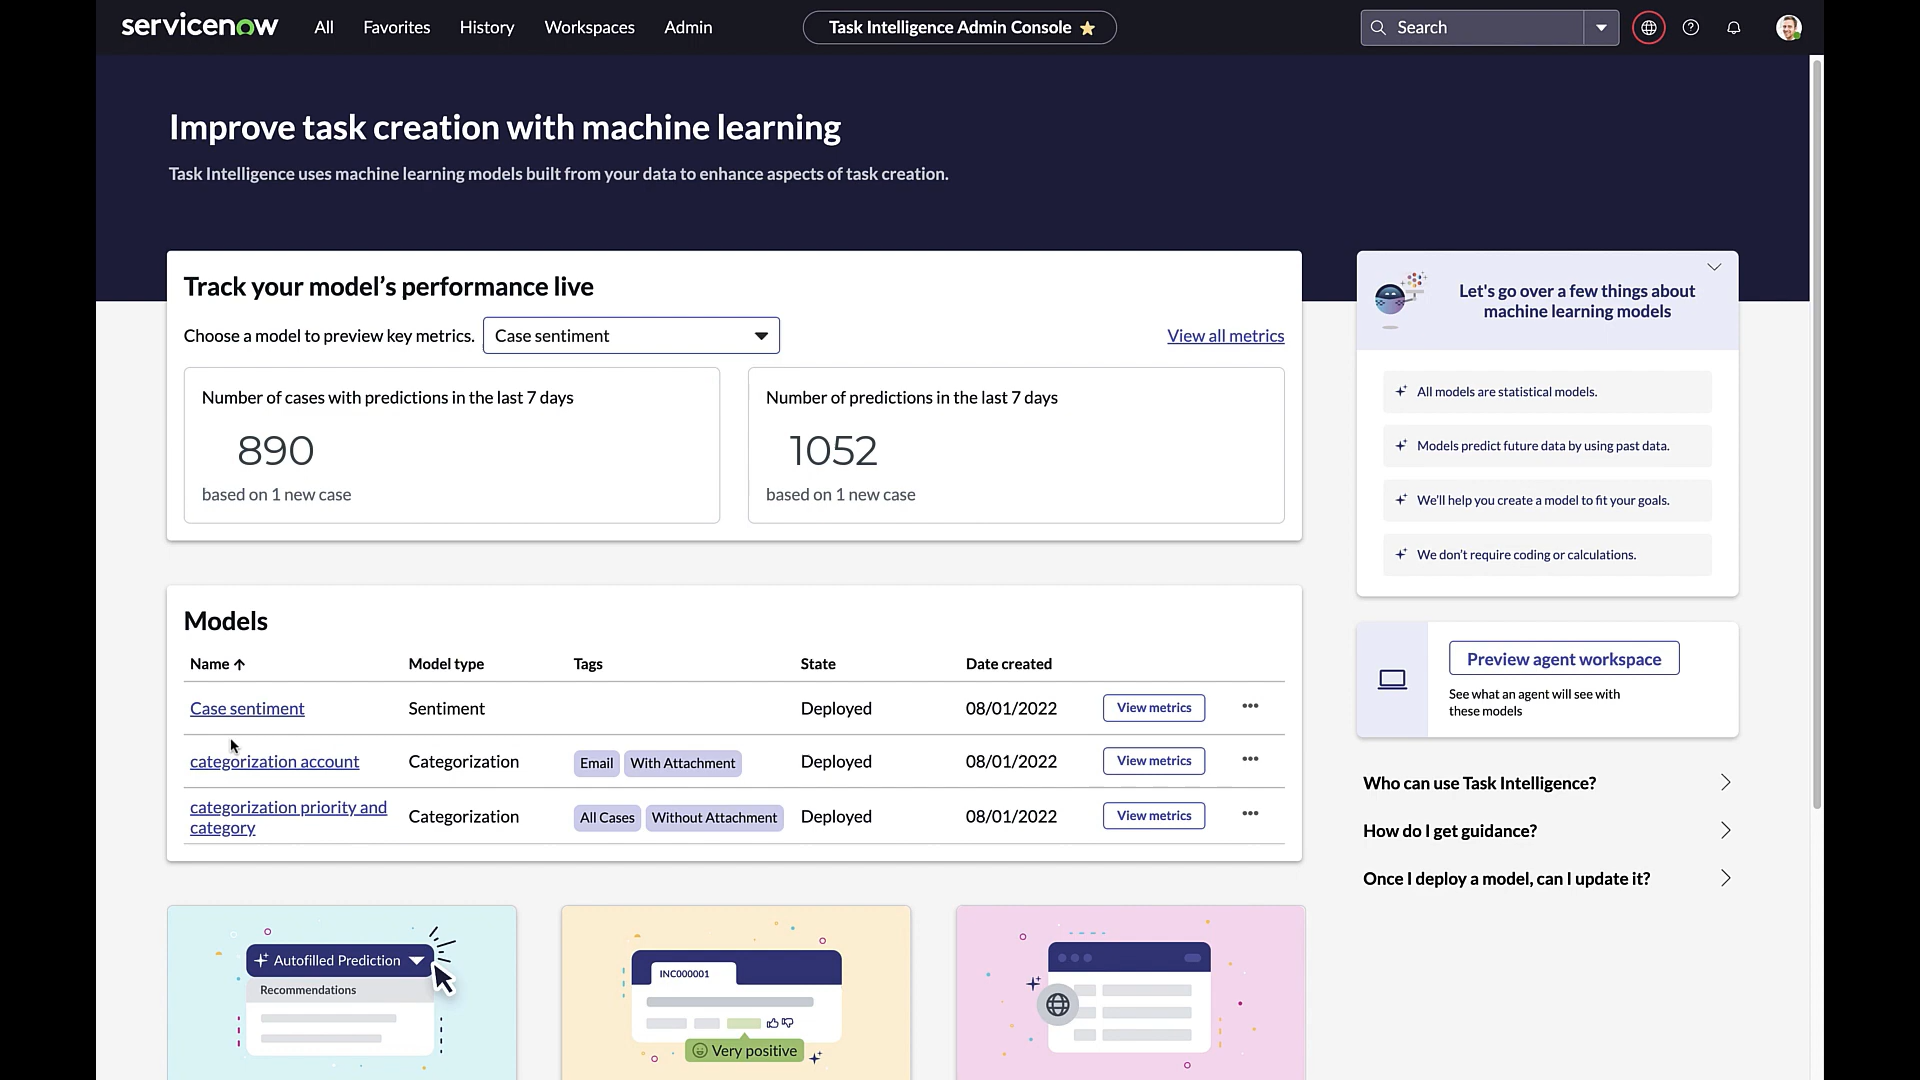 servicenow All Favorites History Workspaces Admin Task Intelligence Admin Console Search
Improve task creation with machine learning
Task Intelligence uses machine learning models built from your data to enhance aspects of task creation.
Track your model’s performance live
Choose a model to preview key metrics. Case sentiment View all metrics
Number of cases with predictions in the last 7 days
890
based on 1 new case
Number of predictions in the last 7 days
1052
based on 1 new case
Models
Name Model type Tags State Date created
Case sentiment Sentiment Deployed 08/01/2022 View metrics
categorization account Categorization Email With Attachment Deployed 08/01/2022 View metrics
categorization priority and
category Categorization All Cases Without Attachment Deployed 08/01/2022 View metrics
Autofilled Prediction
Recommendations
INC000001
Very positive
Let's go over a few things about
machine learning models
All models are statistical models.
Models predict future data by using past data.
We’ll help you create a model to fit your goals.
We don’t require coding or calculations.
Preview agent workspace
See what an agent will see with
these models
Who can use Task Intelligence?
How do I get guidance?
Once I deploy a model, can I update it?